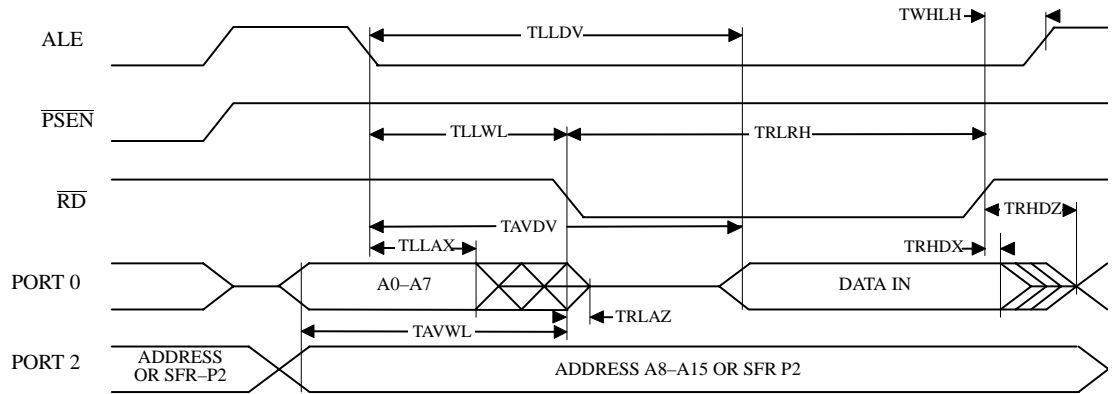 TWHLH
ALE
TLLDV
PSEN
TLLWL
TRLRH
RD
TRHDZ
TAVDV
TLLAX
TRHDX
PORT 0
A0–A7
DATA IN
TRLAZ
TAVWL
PORT 2
ADDRESS
OR SFR–P2
ADDRESS A8–A15 OR SFR P2